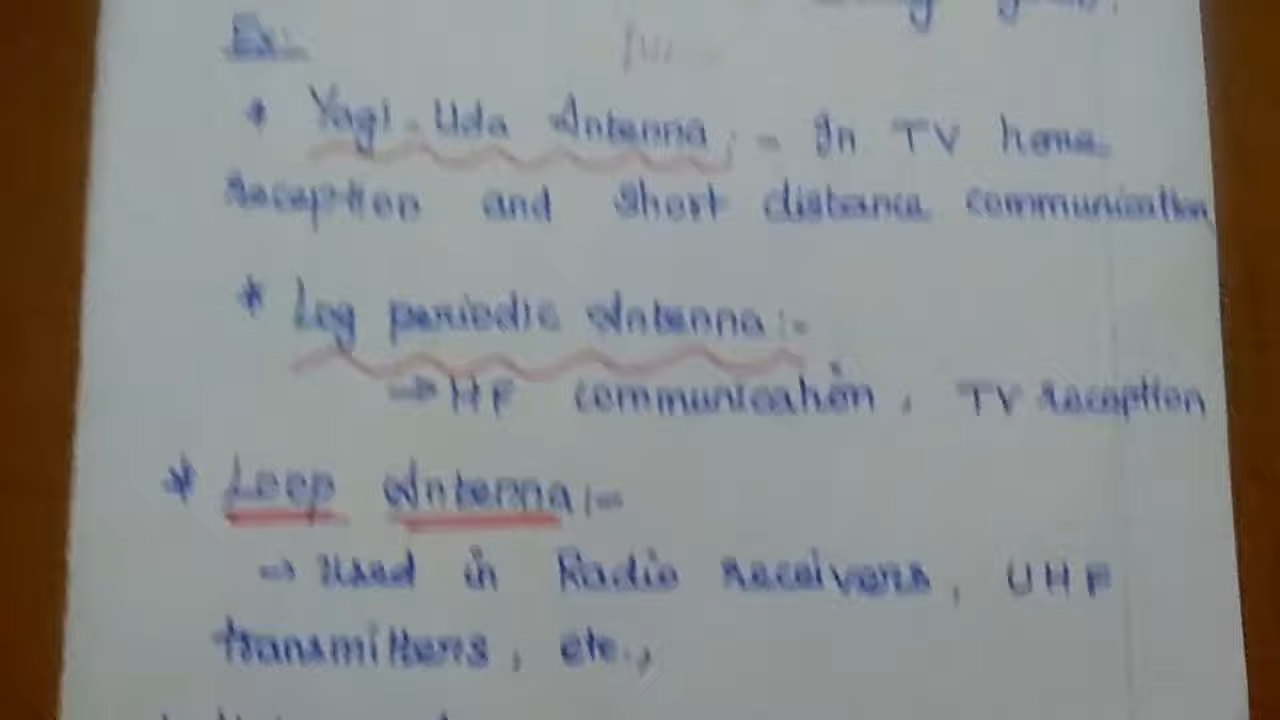 Ex:
* Yagi-Uda Antenna :- In TV home
reception and short distance communication
* Log periodic Antenna :-
→ HF communication, TV reception
* Loop Antenna :-
⇒ Used in Radio receivers, UHF
transmitters, etc.,